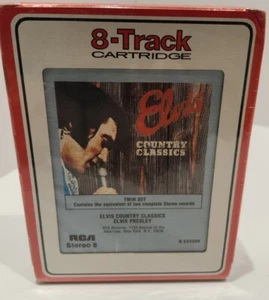 8-Track
CARTRIDGE
Elvis
COUNTRY
CLASSICS
TWIN SET
Contains the equivalent of two complete Stereo records
ELVIS COUNTRY CLASSICS
ELVIS PRESLEY
RCA
Stereo 8